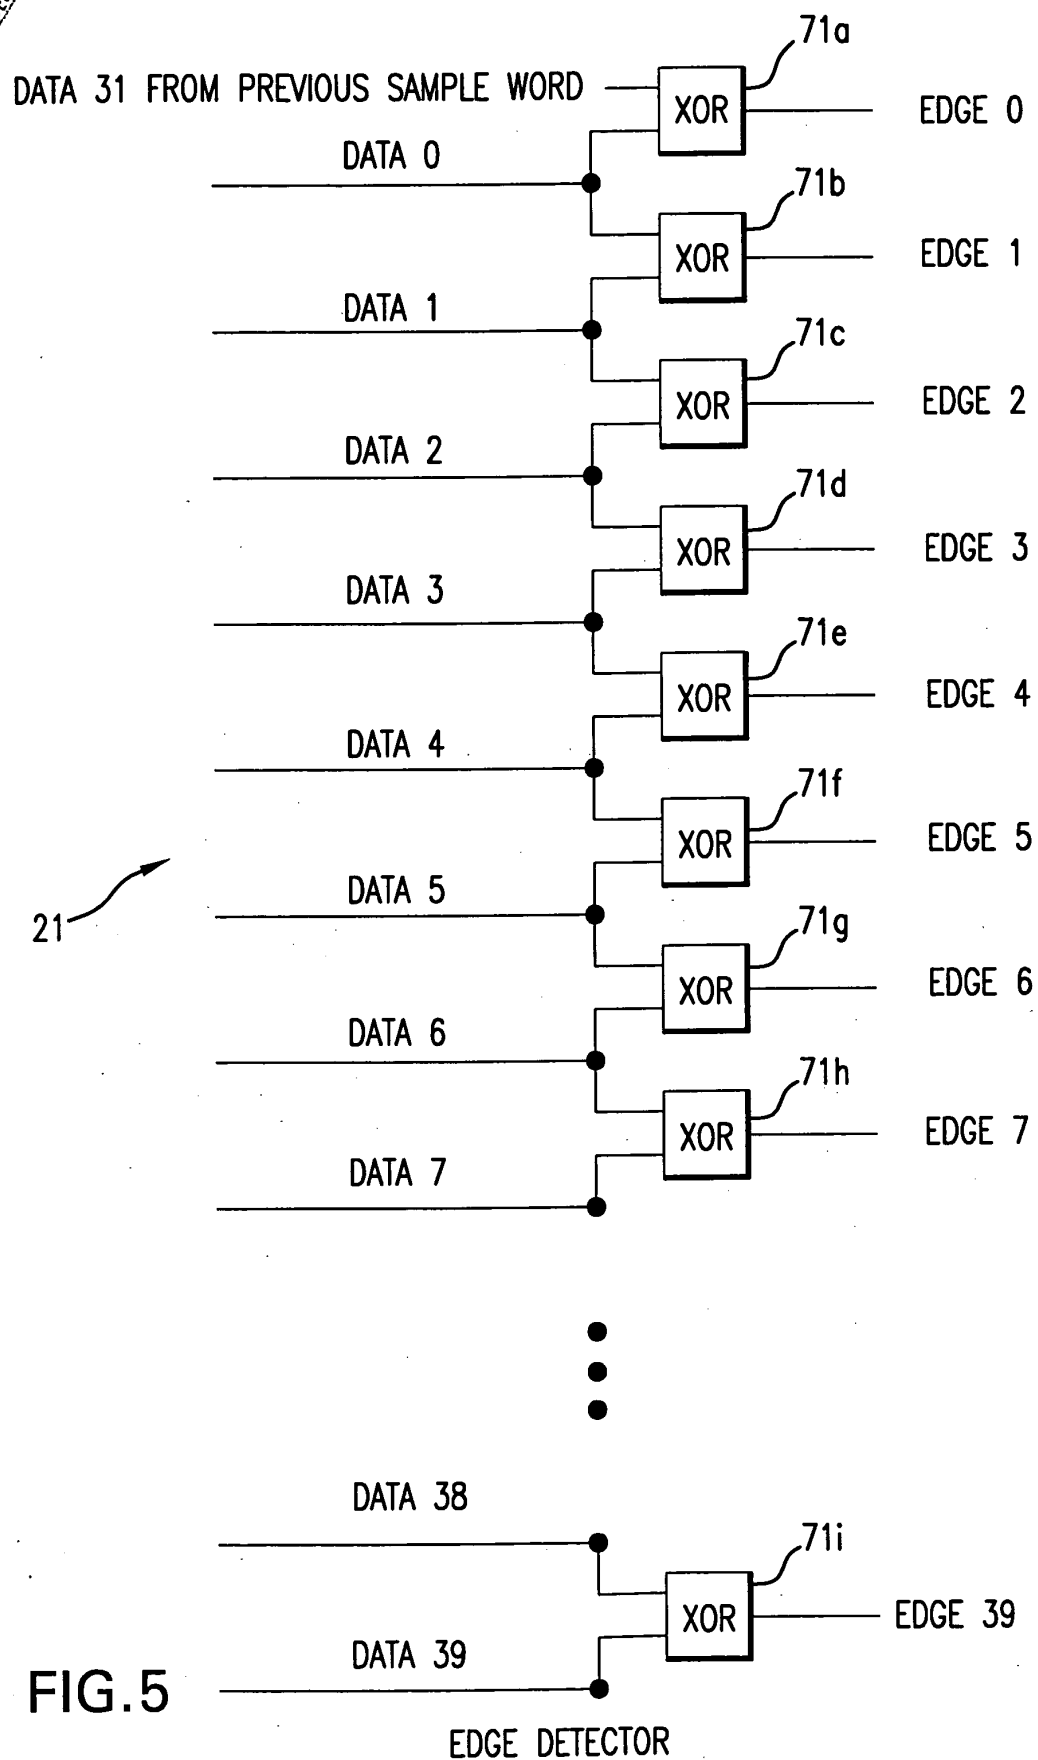 71a
DATA 31 FROM PREVIOUS SAMPLE WORD
XOR
EDGE 0
DATA 0
71b
XOR
EDGE 1
DATA 1
71c
XOR
EDGE 2
DATA 2
71d
XOR
EDGE 3
DATA 3
71e
XOR
EDGE 4
DATA 4
71f
XOR
EDGE 5
DATA 5
21
71g
XOR
EDGE 6
DATA 6
71h
XOR
EDGE 7
DATA 7
DATA 38
71i
XOR
EDGE 39
DATA 39
FIG.5
EDGE DETECTOR